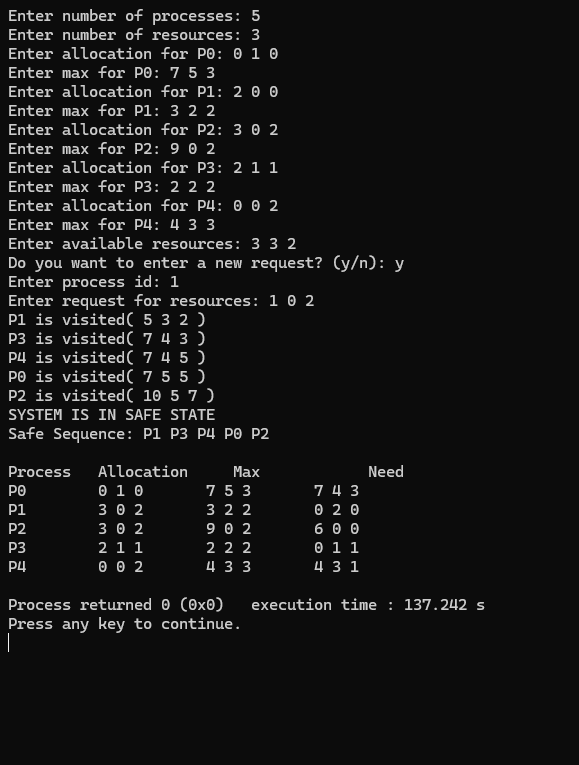 Enter number of processes: 5
Enter number of resources: 3
Enter allocation for P0: 0 1 0
Enter max for P0: 7 5 3
Enter allocation for P1: 2 0 0
Enter max for P1: 3 2 2
Enter allocation for P2: 3 0 2
Enter max for P2: 9 0 2
Enter allocation for P3: 2 1 1
Enter max for P3: 2 2 2
Enter allocation for P4: 0 0 2
Enter max for P4: 4 3 3
Enter available resources: 3 3 2
Do you want to enter a new request? (y/n): y
Enter process id: 1
Enter request for resources: 1 0 2
P1 is visited( 5 3 2 )
P3 is visited( 7 4 3 )
P4 is visited( 7 4 5 )
P0 is visited( 7 5 5 )
P2 is visited( 10 5 7 )
SYSTEM IS IN SAFE STATE
Safe Sequence: P1 P3 P4 P0 P2

Process   Allocation     Max            Need
P0        0 1 0       7 5 3       7 4 3
P1        3 0 2       3 2 2       0 2 0
P2        3 0 2       9 0 2       6 0 0
P3        2 1 1       2 2 2       0 1 1
P4        0 0 2       4 3 3       4 3 1

Process returned 0 (0x0)   execution time : 137.242 s
Press any key to continue.